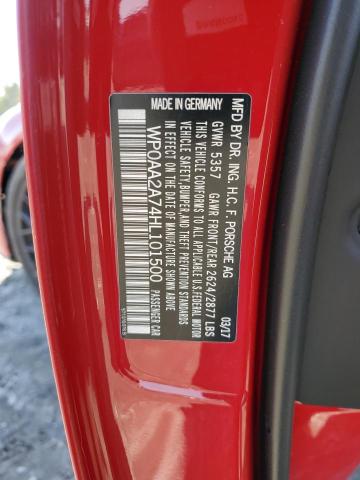 MADE IN GERMANY
MFD BY DR. ING. H.C. F. PORSCHE AG
03/17
GVWR 5357 GAWR FRONT/REAR 2624/2877 LBS
THIS VEHICLE CONFORMS TO ALL APPLICABLE U.S.FEDERAL MOTOR
VEHICLE SAFETY,BUMPER,AND THEFT PREVENTION STANDARDS IN
EFFECT ON THE DATE OF MANUFACTURE SHOWN ABOVE
WP0AA2A74HL101500 PASSENGER CAR